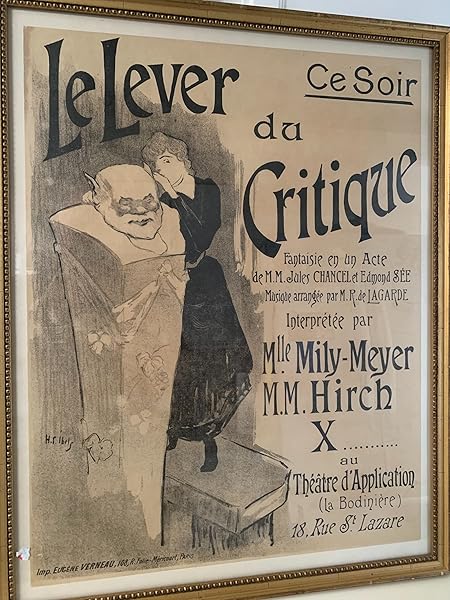 Le Lever
Ce Soir
du
Critique
Fantaisie en un Acte
de M.M. Jules CHANCEL et Edmond SÉE
Musique arrangée par M. R. de LAGARDE
Interprétée par
Mlle Mily-Meyer
M.M. Hirch
X...........
au
Théâtre d'Application
(La Bodinière)
18, Rue St Lazare
H.G. Ibels
Imp. EUGÈNE VERNEAU, 108, R. Folie-Méricourt, Paris